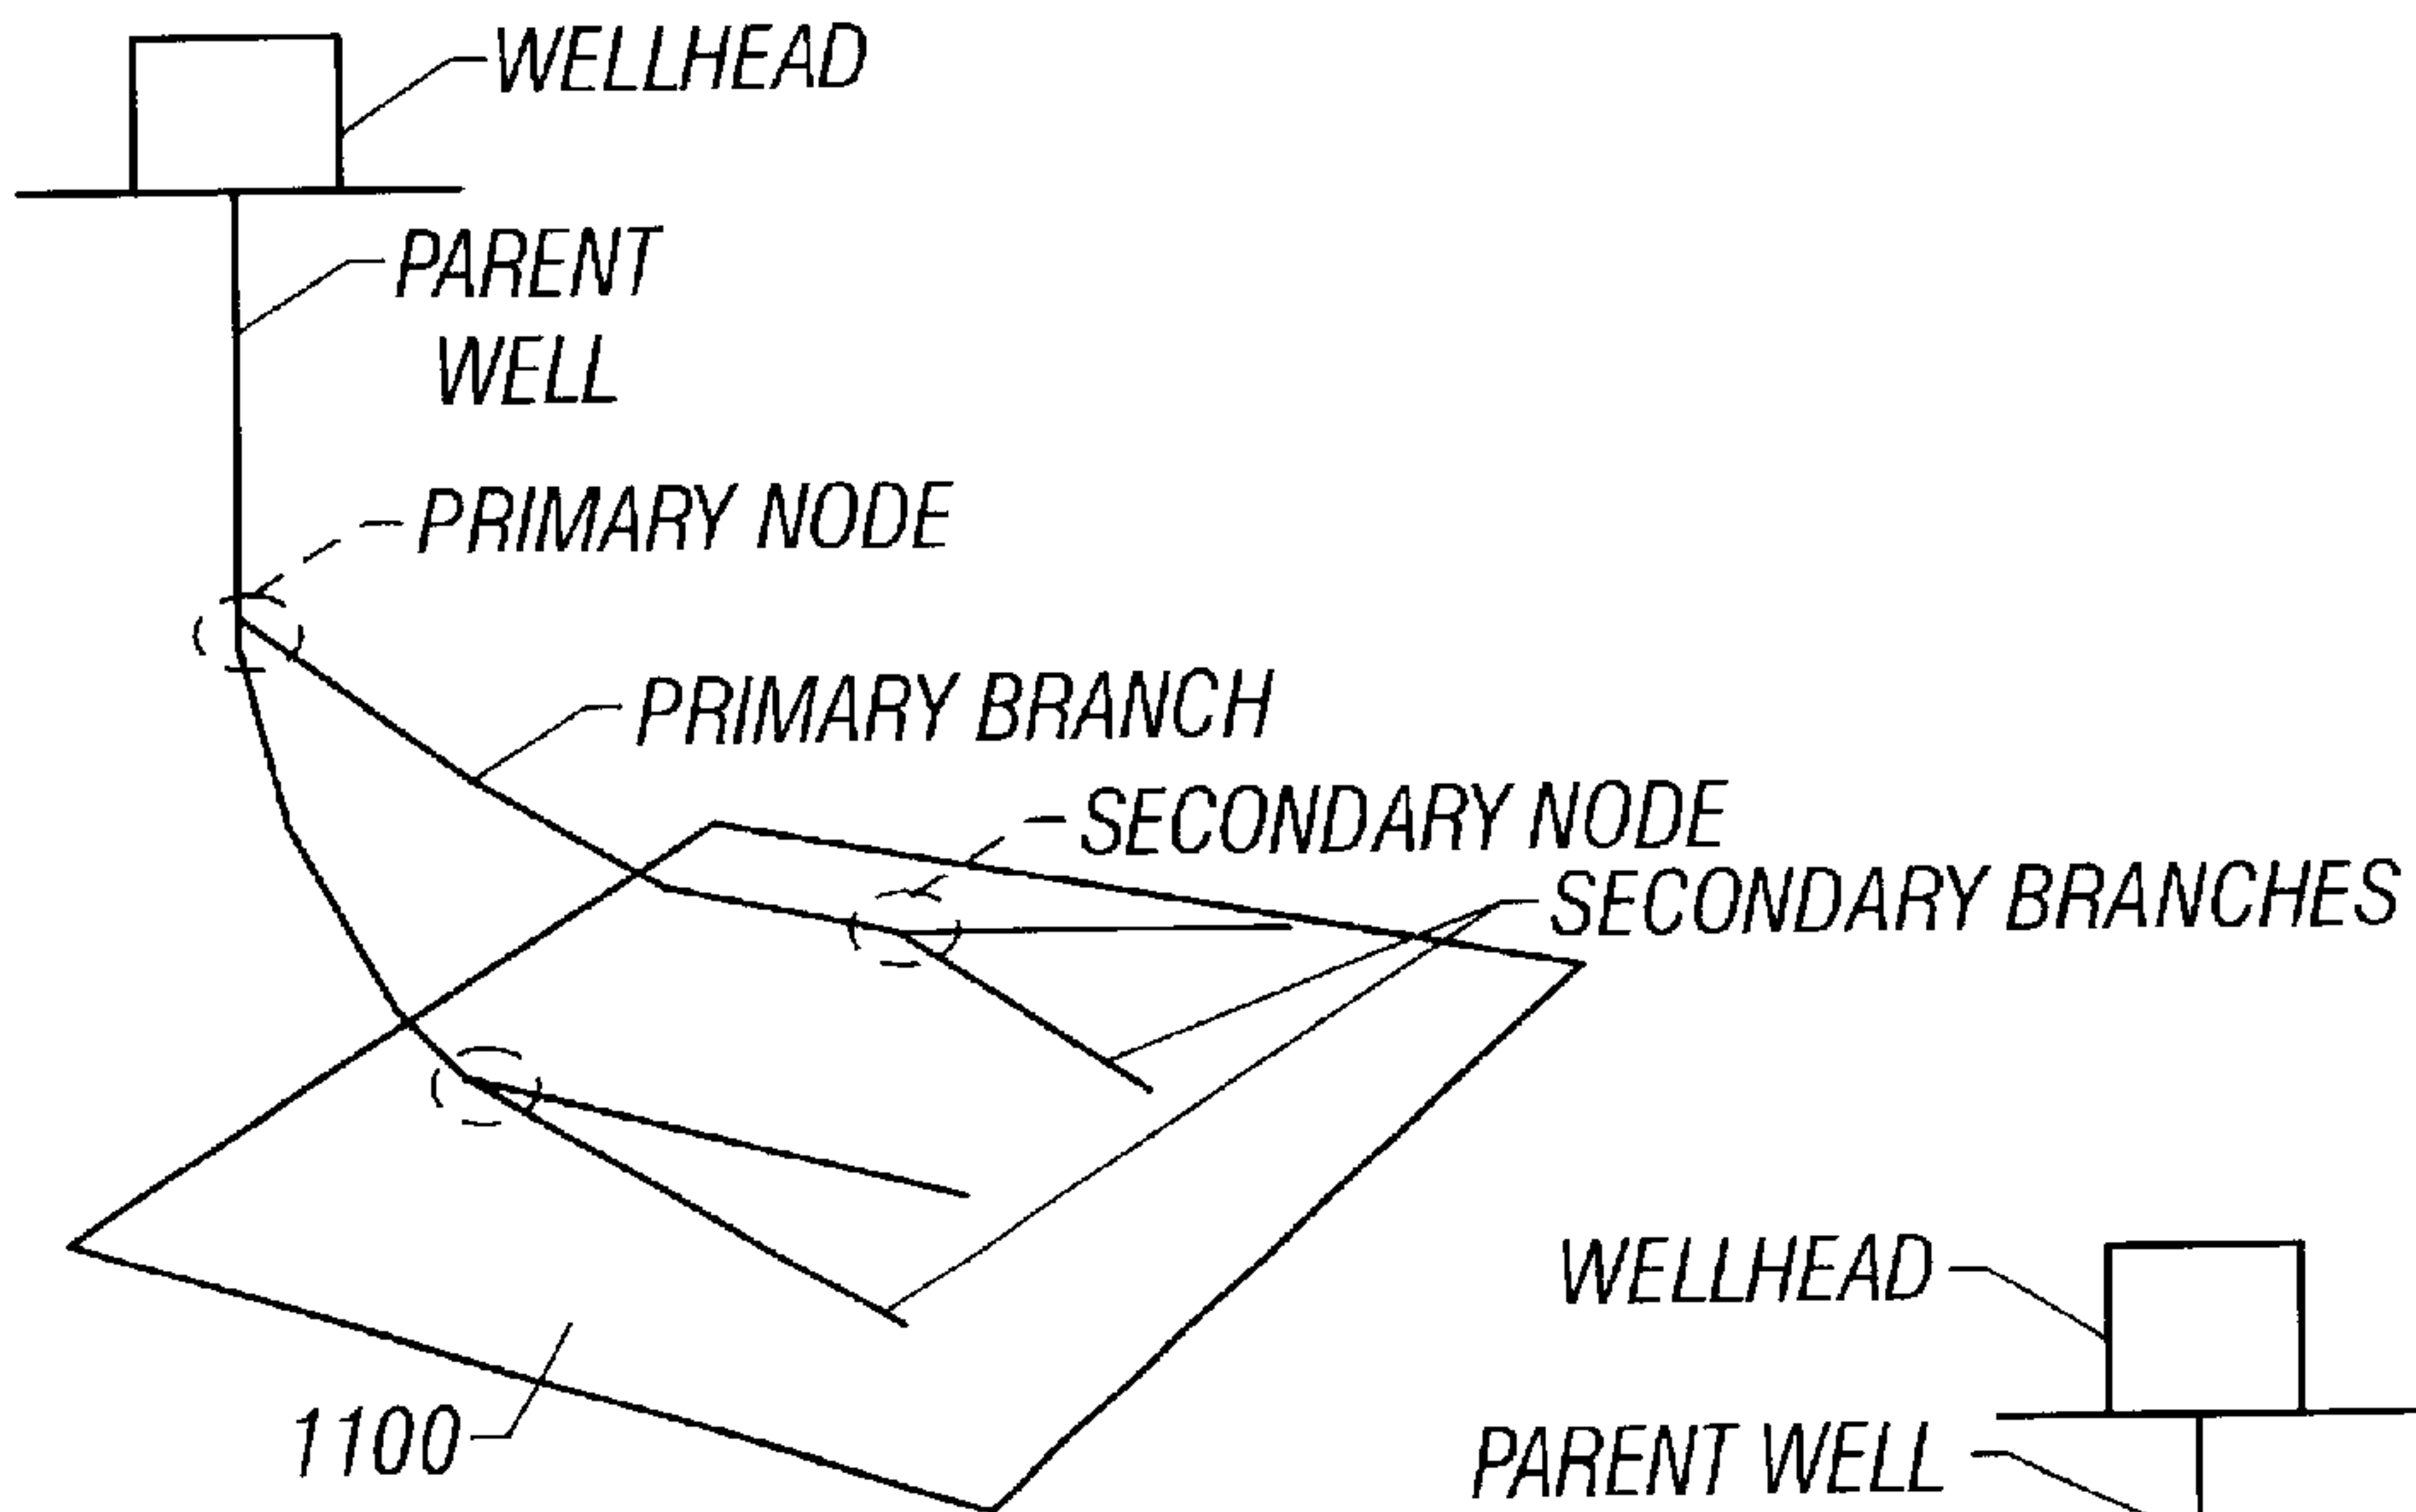 WELLHEAD
PARENT
WELL
PRIMARY NODE
PRIMARY BRANCH
SECONDARY NODE
SECONDARY BRANCHES
1100
WELLHEAD
PARENT WELL